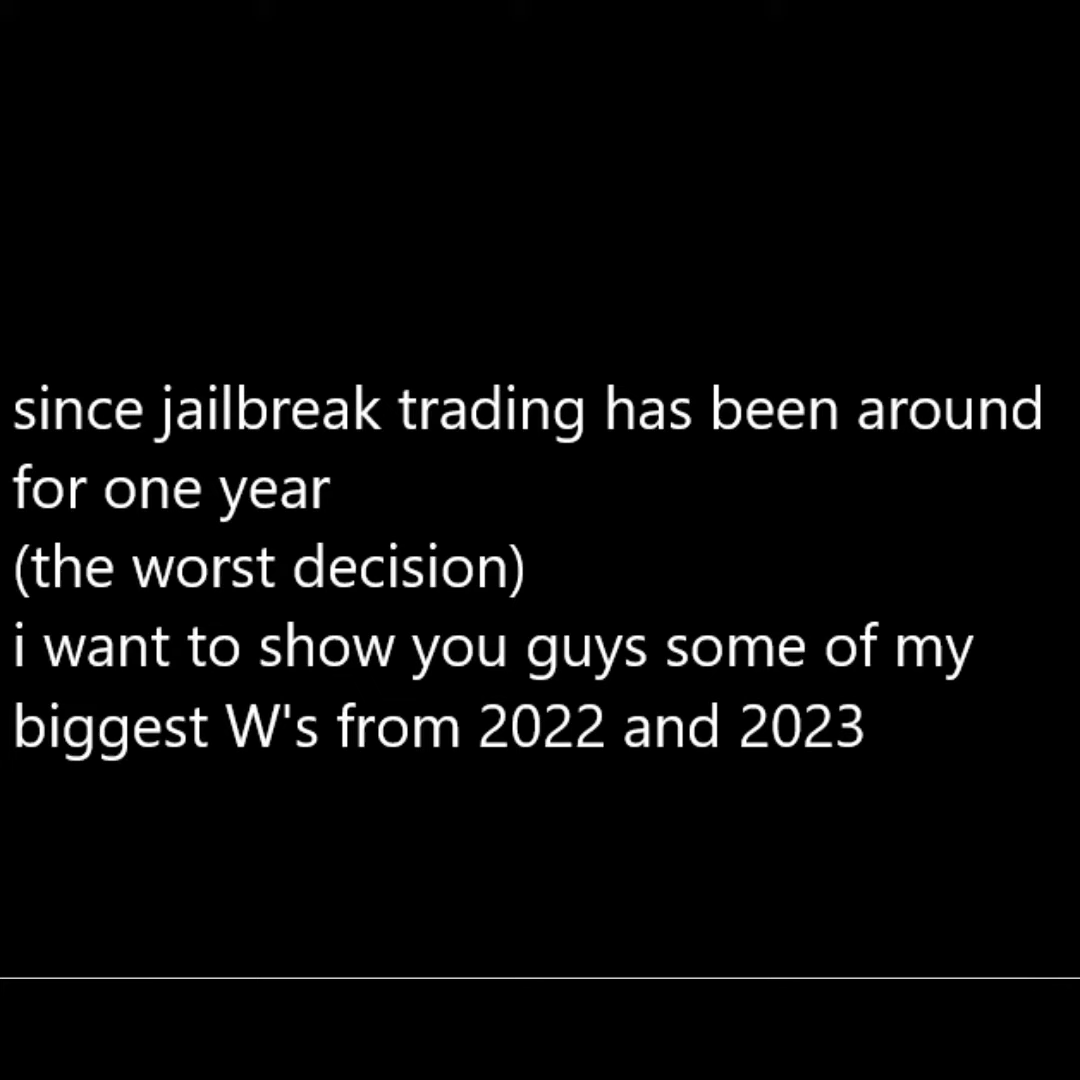 since jailbreak trading has been around
for one year
(the worst decision)
i want to show you guys some of my
biggest W's from 2022 and 2023